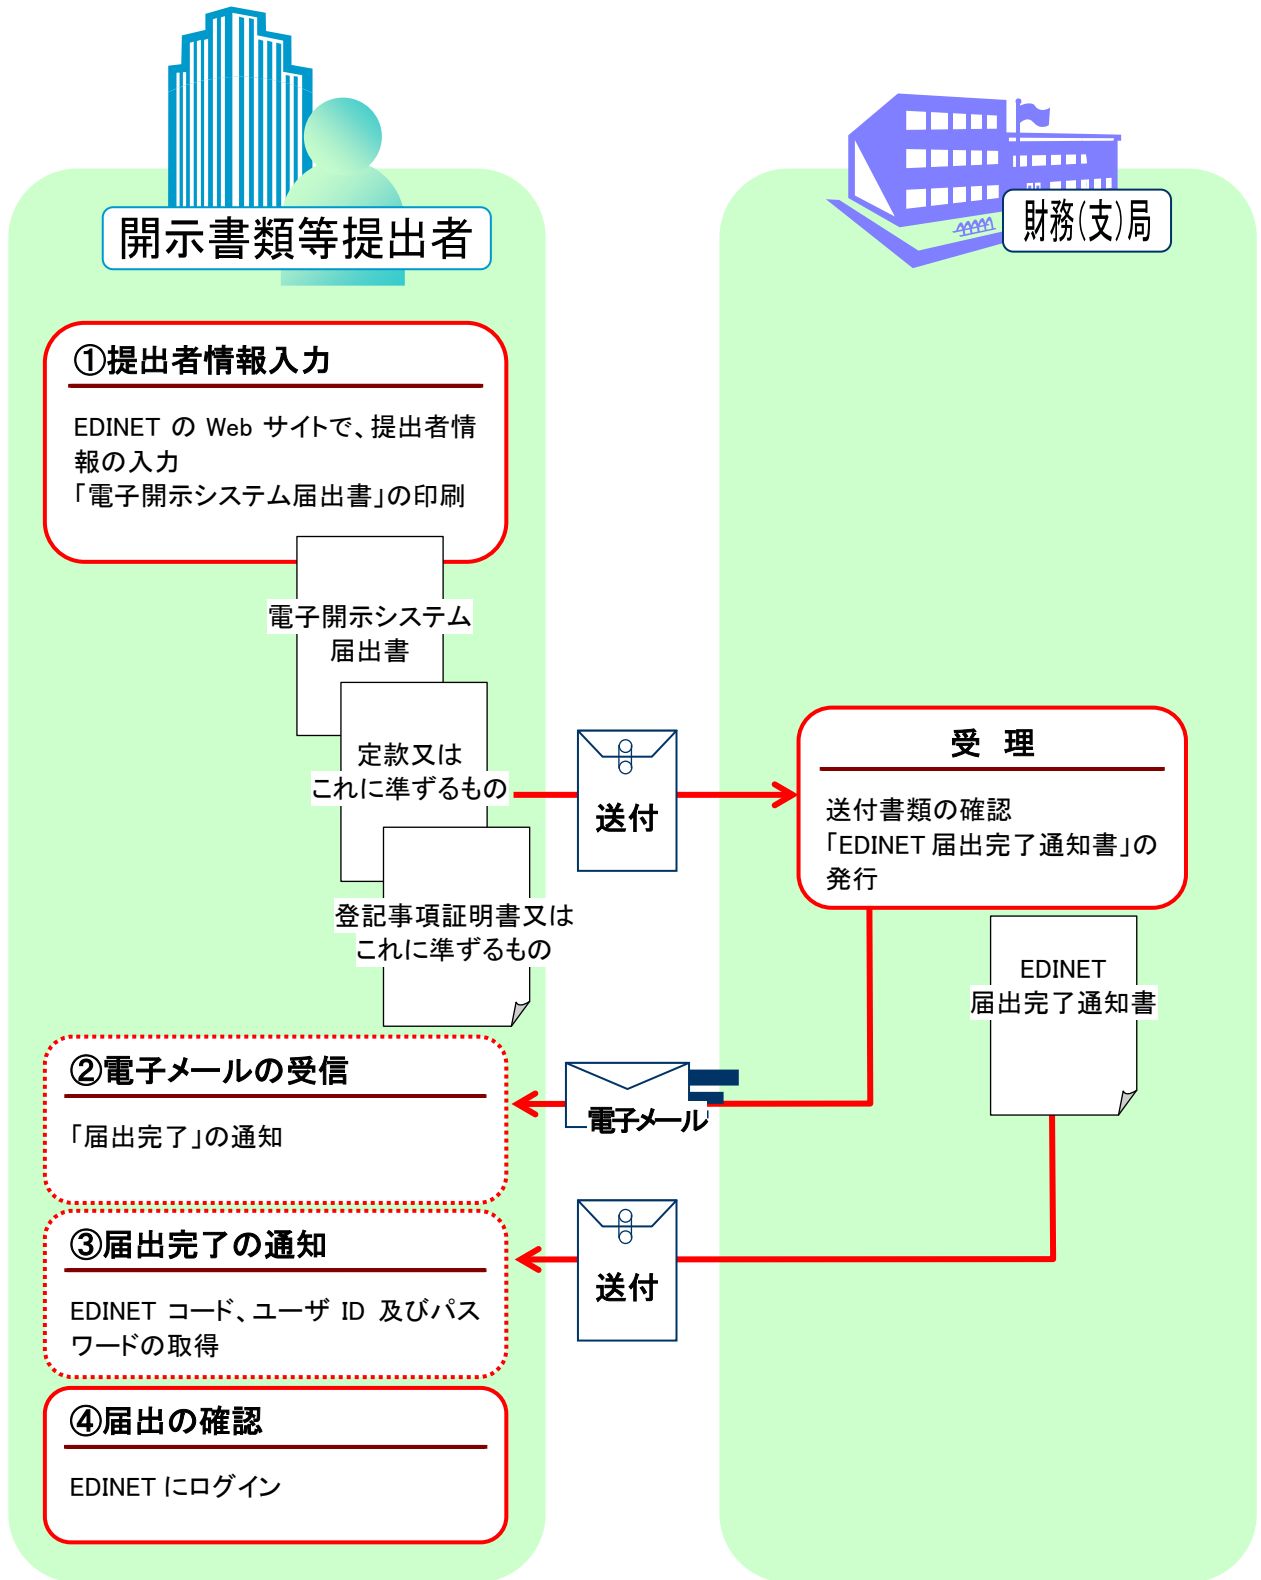 開示書類等提出者
財務(支)局
①提出者情報入力
EDINET の Web サイトで、提出者情
報の入力
「電子開示システム届出書」の印刷
電子開示システム
届出書
定款又は
これに準ずるもの
登記事項証明書又は
これに準ずるもの
送付
受 理
送付書類の確認
「EDINET 届出完了通知書」の
発行
EDINET
届出完了通知書
②電子メールの受信
「届出完了」の通知
電子メール
③届出完了の通知
EDINET コード、ユーザ ID 及びパス
ワードの取得
送付
④届出の確認
EDINET にログイン